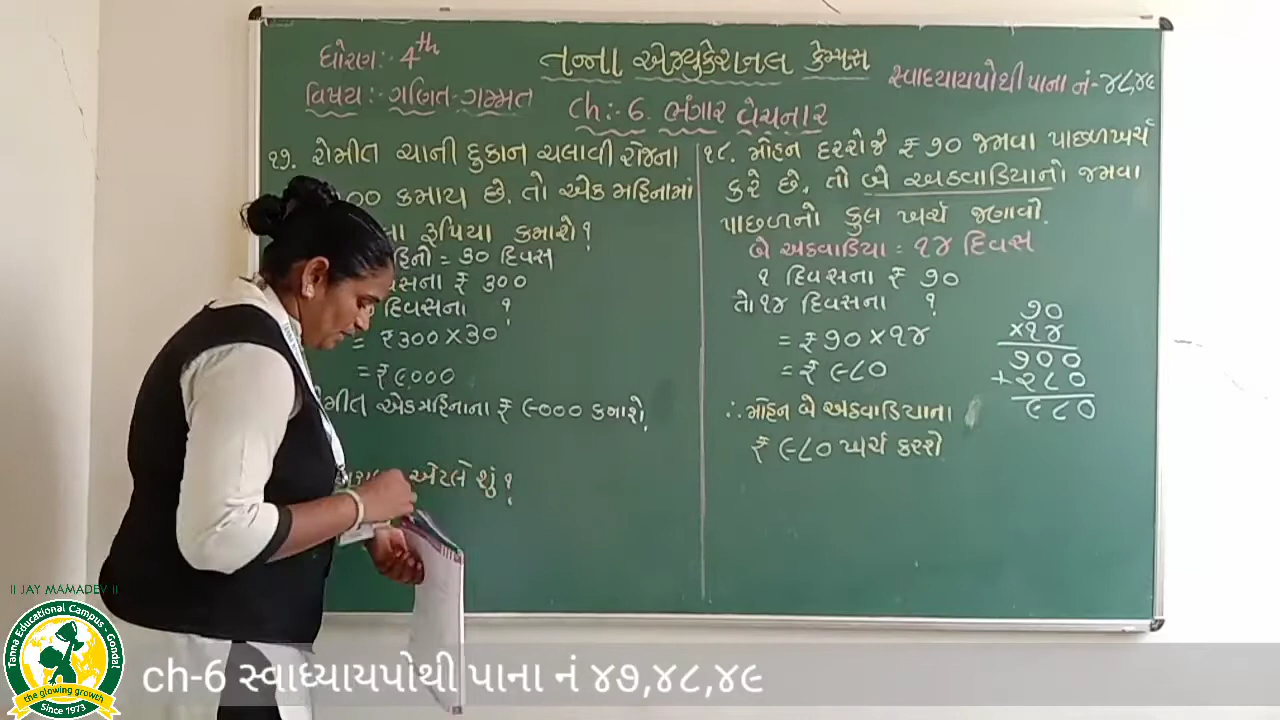 ધોરણ:- 4th
તન્ના એજ્યુકેશનલ કેમ્પસ
સ્વાધ્યાયપોથી પાના નં-૪૮,૪૯
વિષય:- ગણિત-ગમ્મત
Ch:-6. ભંગાર વેચનાર
૧૭. રોમીત ચાની દુકાન ચલાવી રોજના
૦૦ કમાય છે. તો એક મહિનામાં
રૂપિયા કમાશે?
= ૩૦ દિવસ
₹ ૩૦૦
દિવસના ?
= ₹૩૦૦×૩૦
= ₹૯૦૦૦
એક મહિનાના ₹ ૯૦૦૦ કમાશે.
એટલે શું?
૧૮. મોહન દરરોજ ₹ ૭૦ જમવા પાછળ ખર્ચ
કરે છે. તો બે અઠવાડિયાનો જમવા
પાછળનો કુલ ખર્ચ જણાવો.
બે અઠવાડિયા = ૧૪ દિવસ
૧ દિવસના ₹ ૭૦
તો ૧૪ દિવસના ?
= ₹ ૭૦×૧૪
= ₹ ૯૮૦
∴ મોહન બે અઠવાડિયાના
₹ ૯૮૦ ખર્ચ કરશે
૭૦
×૧૪
૭૦૦
+૨૮૦
૯૮૦
|| JAY MAMADEV ||
Tanna Educational Campus - Gondal
the glowing growth
Since 1973
ch-6 સ્વાધ્યાયપોથી પાના નં ૪૭,૪૮,૪૯